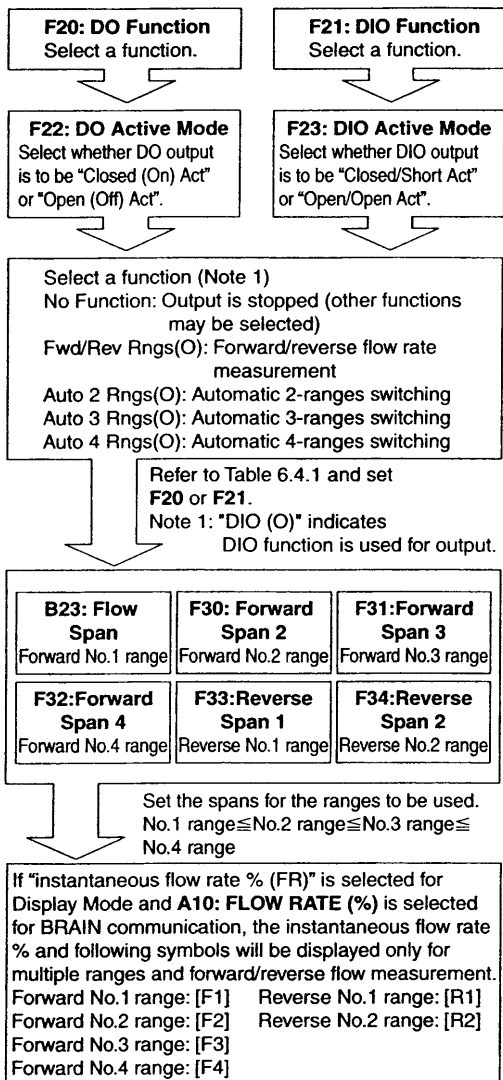 F20: DO Function
Select a function.
F21: DIO Function
Select a function.
F22: DO Active Mode
Select whether DO output
is to be "Closed (On) Act"
or "Open (Off) Act".
F23: DIO Active Mode
Select whether DIO output
is to be "Closed/Short Act"
or "Open/Open Act".
Select a function (Note 1)
No Function: Output is stopped (other functions
may be selected)
Fwd/Rev Rngs(O): Forward/reverse flow rate
measurement
Auto 2 Rngs(O): Automatic 2-ranges switching
Auto 3 Rngs(O): Automatic 3-ranges switching
Auto 4 Rngs(O): Automatic 4-ranges switching
Refer to Table 6.4.1 and set
F20 or F21.
Note 1: "DIO (O)" indicates
DIO function is used for output.
B23: Flow
Span
Forward No.1 range
F30: Forward
Span 2
Forward No.2 range
F31:Forward
Span 3
Forward No.3 range
F32:Forward
Span 4
Forward No.4 range
F33:Reverse
Span 1
Reverse No.1 range
F34:Reverse
Span 2
Reverse No.2 range
Set the spans for the ranges to be used.
No.1 range≦No.2 range≦No.3 range≦
No.4 range
If "instantaneous flow rate % (FR)" is selected for
Display Mode and A10: FLOW RATE (%) is selected
for BRAIN communication, the instantaneous flow rate
% and following symbols will be displayed only for
multiple ranges and forward/reverse flow measurement.
Forward No.1 range: [F1] Reverse No.1 range: [R1]
Forward No.2 range: [F2] Reverse No.2 range: [R2]
Forward No.3 range: [F3]
Forward No.4 range: [F4]